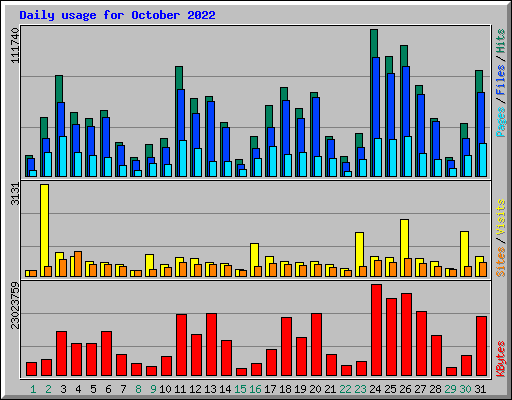 Daily usage for October 2022
111740
3131
23023759
Pages / Files / Hits
Sites / Visits
KBytes
1 2 3 4 5 6 7 8 9 10 11 12 13 14 15 16 17 18 19 20 21 22 23 24 25 26 27 28 29 30 31